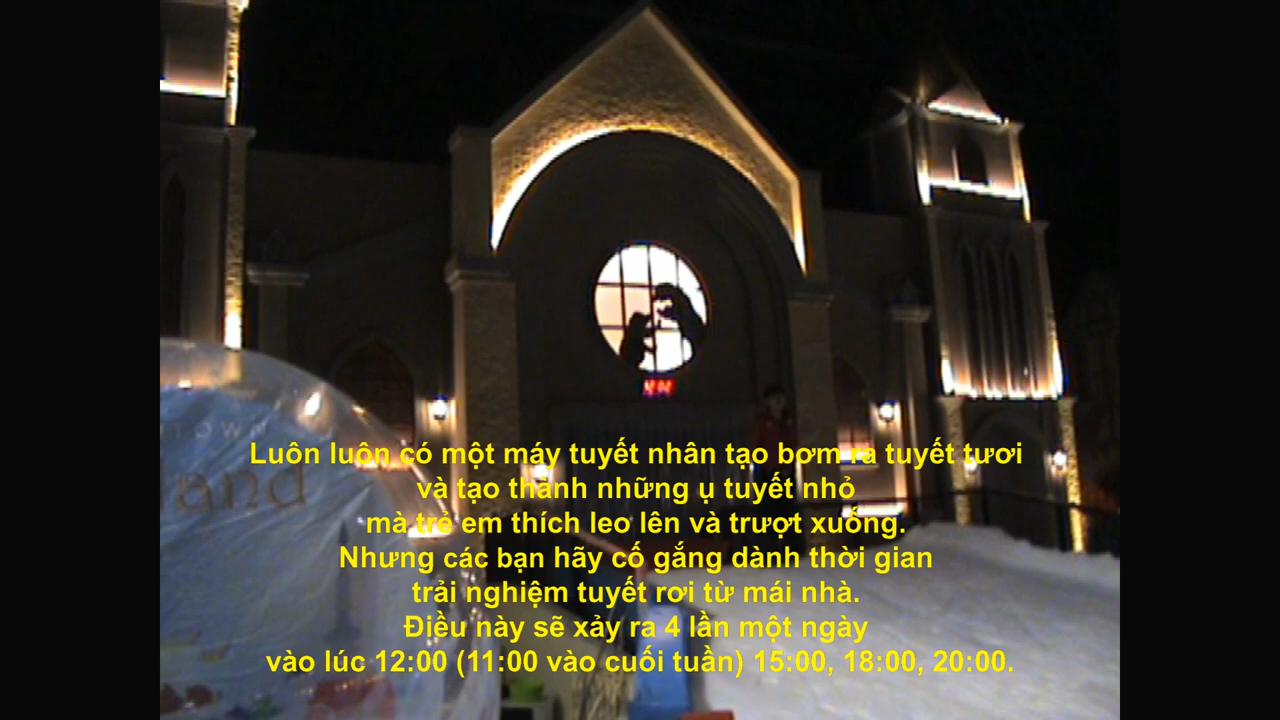 TOWN
land
Luôn luôn có một máy tuyết nhân tạo bơm ra tuyết tươi
và tạo thành những ụ tuyết nhỏ
mà trẻ em thích leo lên và trượt xuống.
Nhưng các bạn hãy cố gắng dành thời gian
trải nghiệm tuyết rơi từ mái nhà.
Điều này sẽ xảy ra 4 lần một ngày
vào lúc 12:00 (11:00 vào cuối tuần) 15:00, 18:00, 20:00.